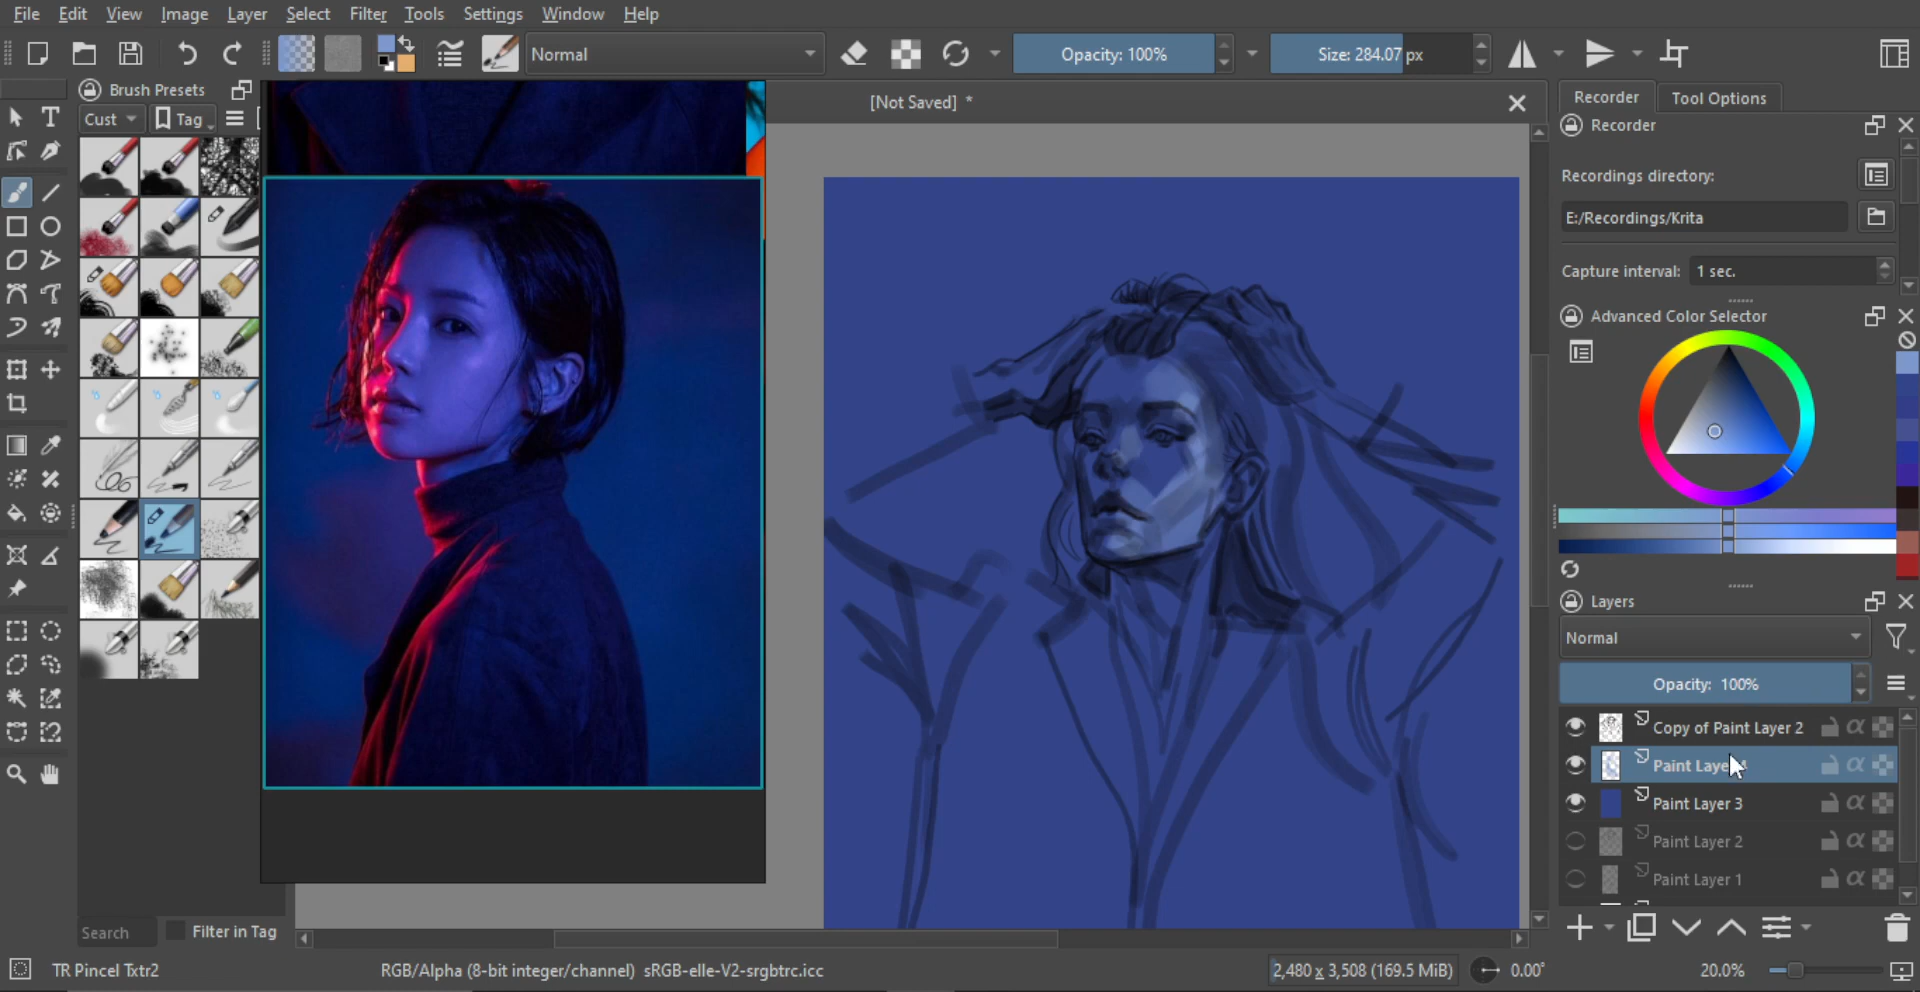 File Edit View Image Layer Select Filter Tools Settings Window Help
Normal Opacity: 100% Size: 284.07 px
Brush Presets
Cust Tag
[Not Saved] *
Recorder Tool Options
Recorder
Recordings directory:
E:/Recordings/Krita
Capture interval: 1 sec.
Advanced Color Selector
Layers
Normal
Opacity: 100%
Copy of Paint Layer 2
Paint
Paint Layer 3
Paint Layer 2
Paint Layer 1
Search Filter in Tag
TR Pincel Txtr2 RGB/Alpha (8-bit integer/channel) sRGB-elle-V2-srgbtrc.icc 2,480 x 3,508 (169.5 MiB) 0.00° 20.0%